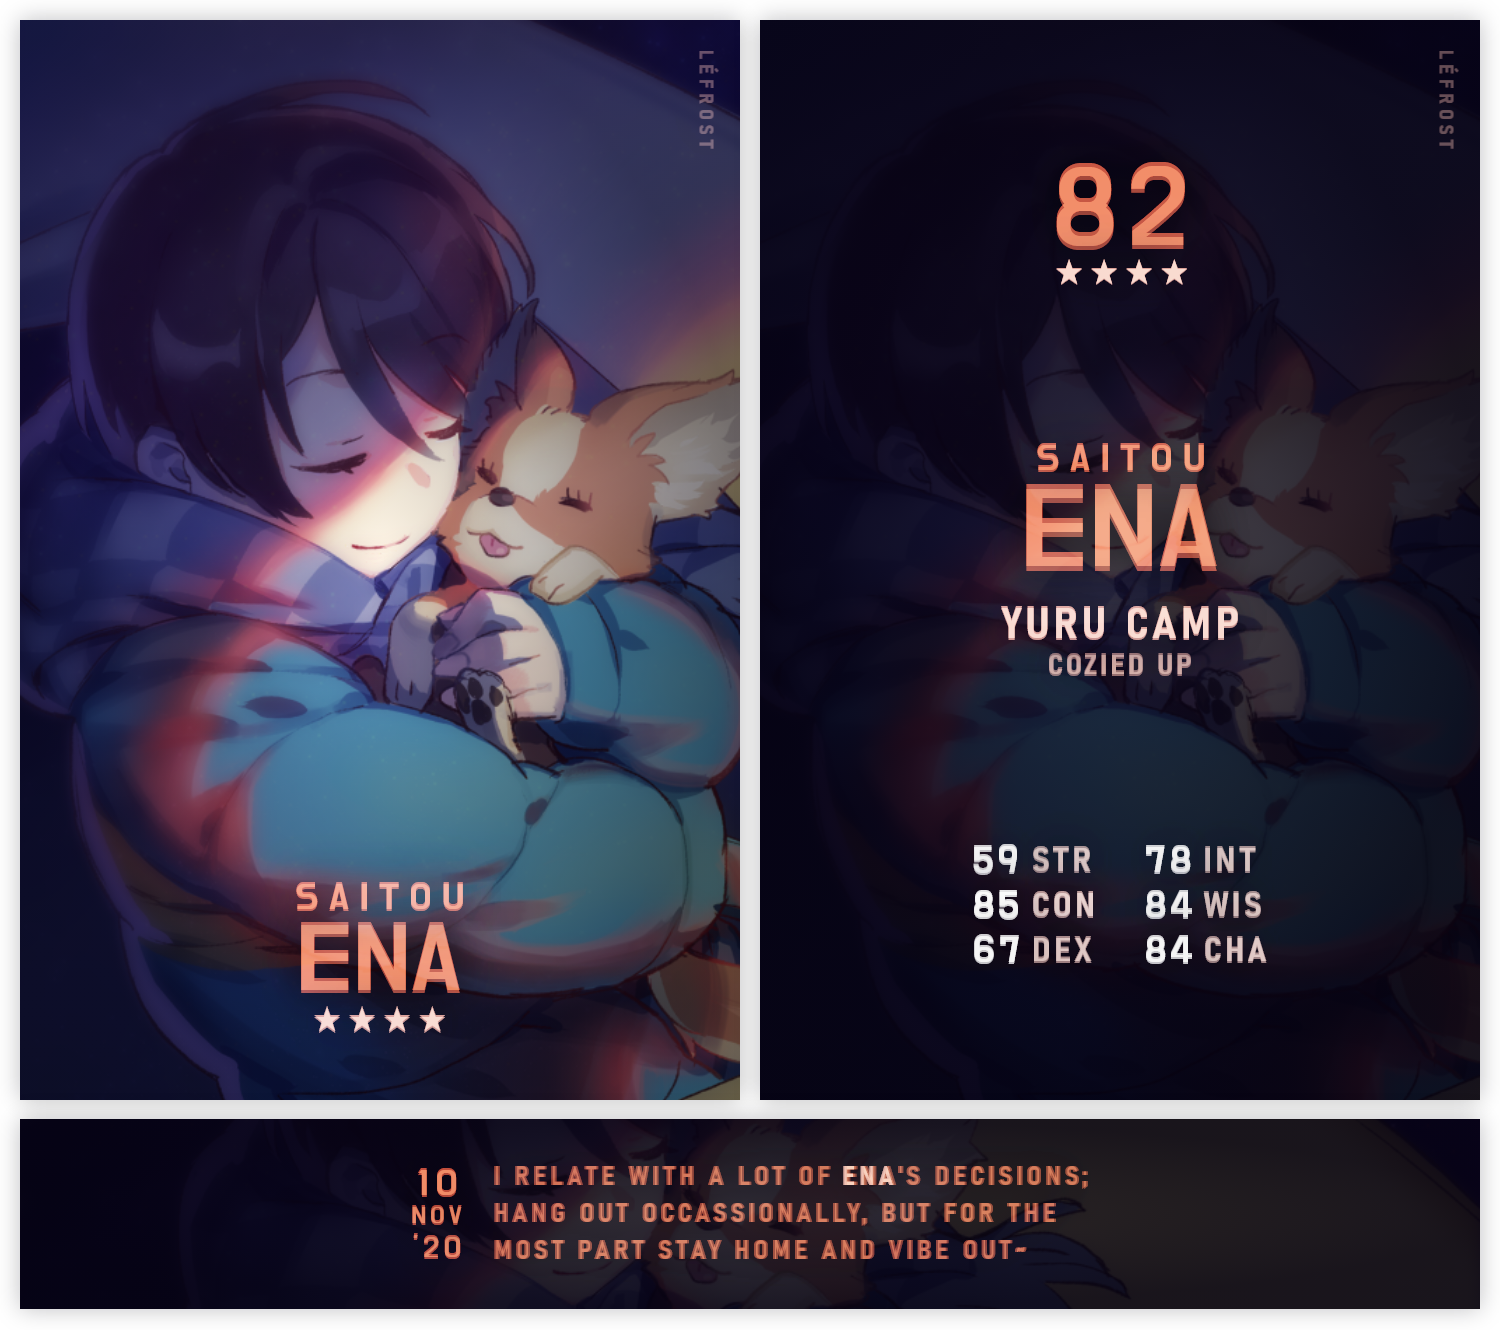 LÉFROST
SAITOU
ENA
★★★★
LÉFROST
82
★★★★
SAITOU
ENA
YURU CAMP
COZIED UP
59 STR 78 INT
85 CON 84 WIS
67 DEX 84 CHA
10
NOV
'20
I RELATE WITH A LOT OF ENA'S DECISIONS;
HANG OUT OCCASSIONALLY, BUT FOR THE
MOST PART STAY HOME AND VIBE OUT~